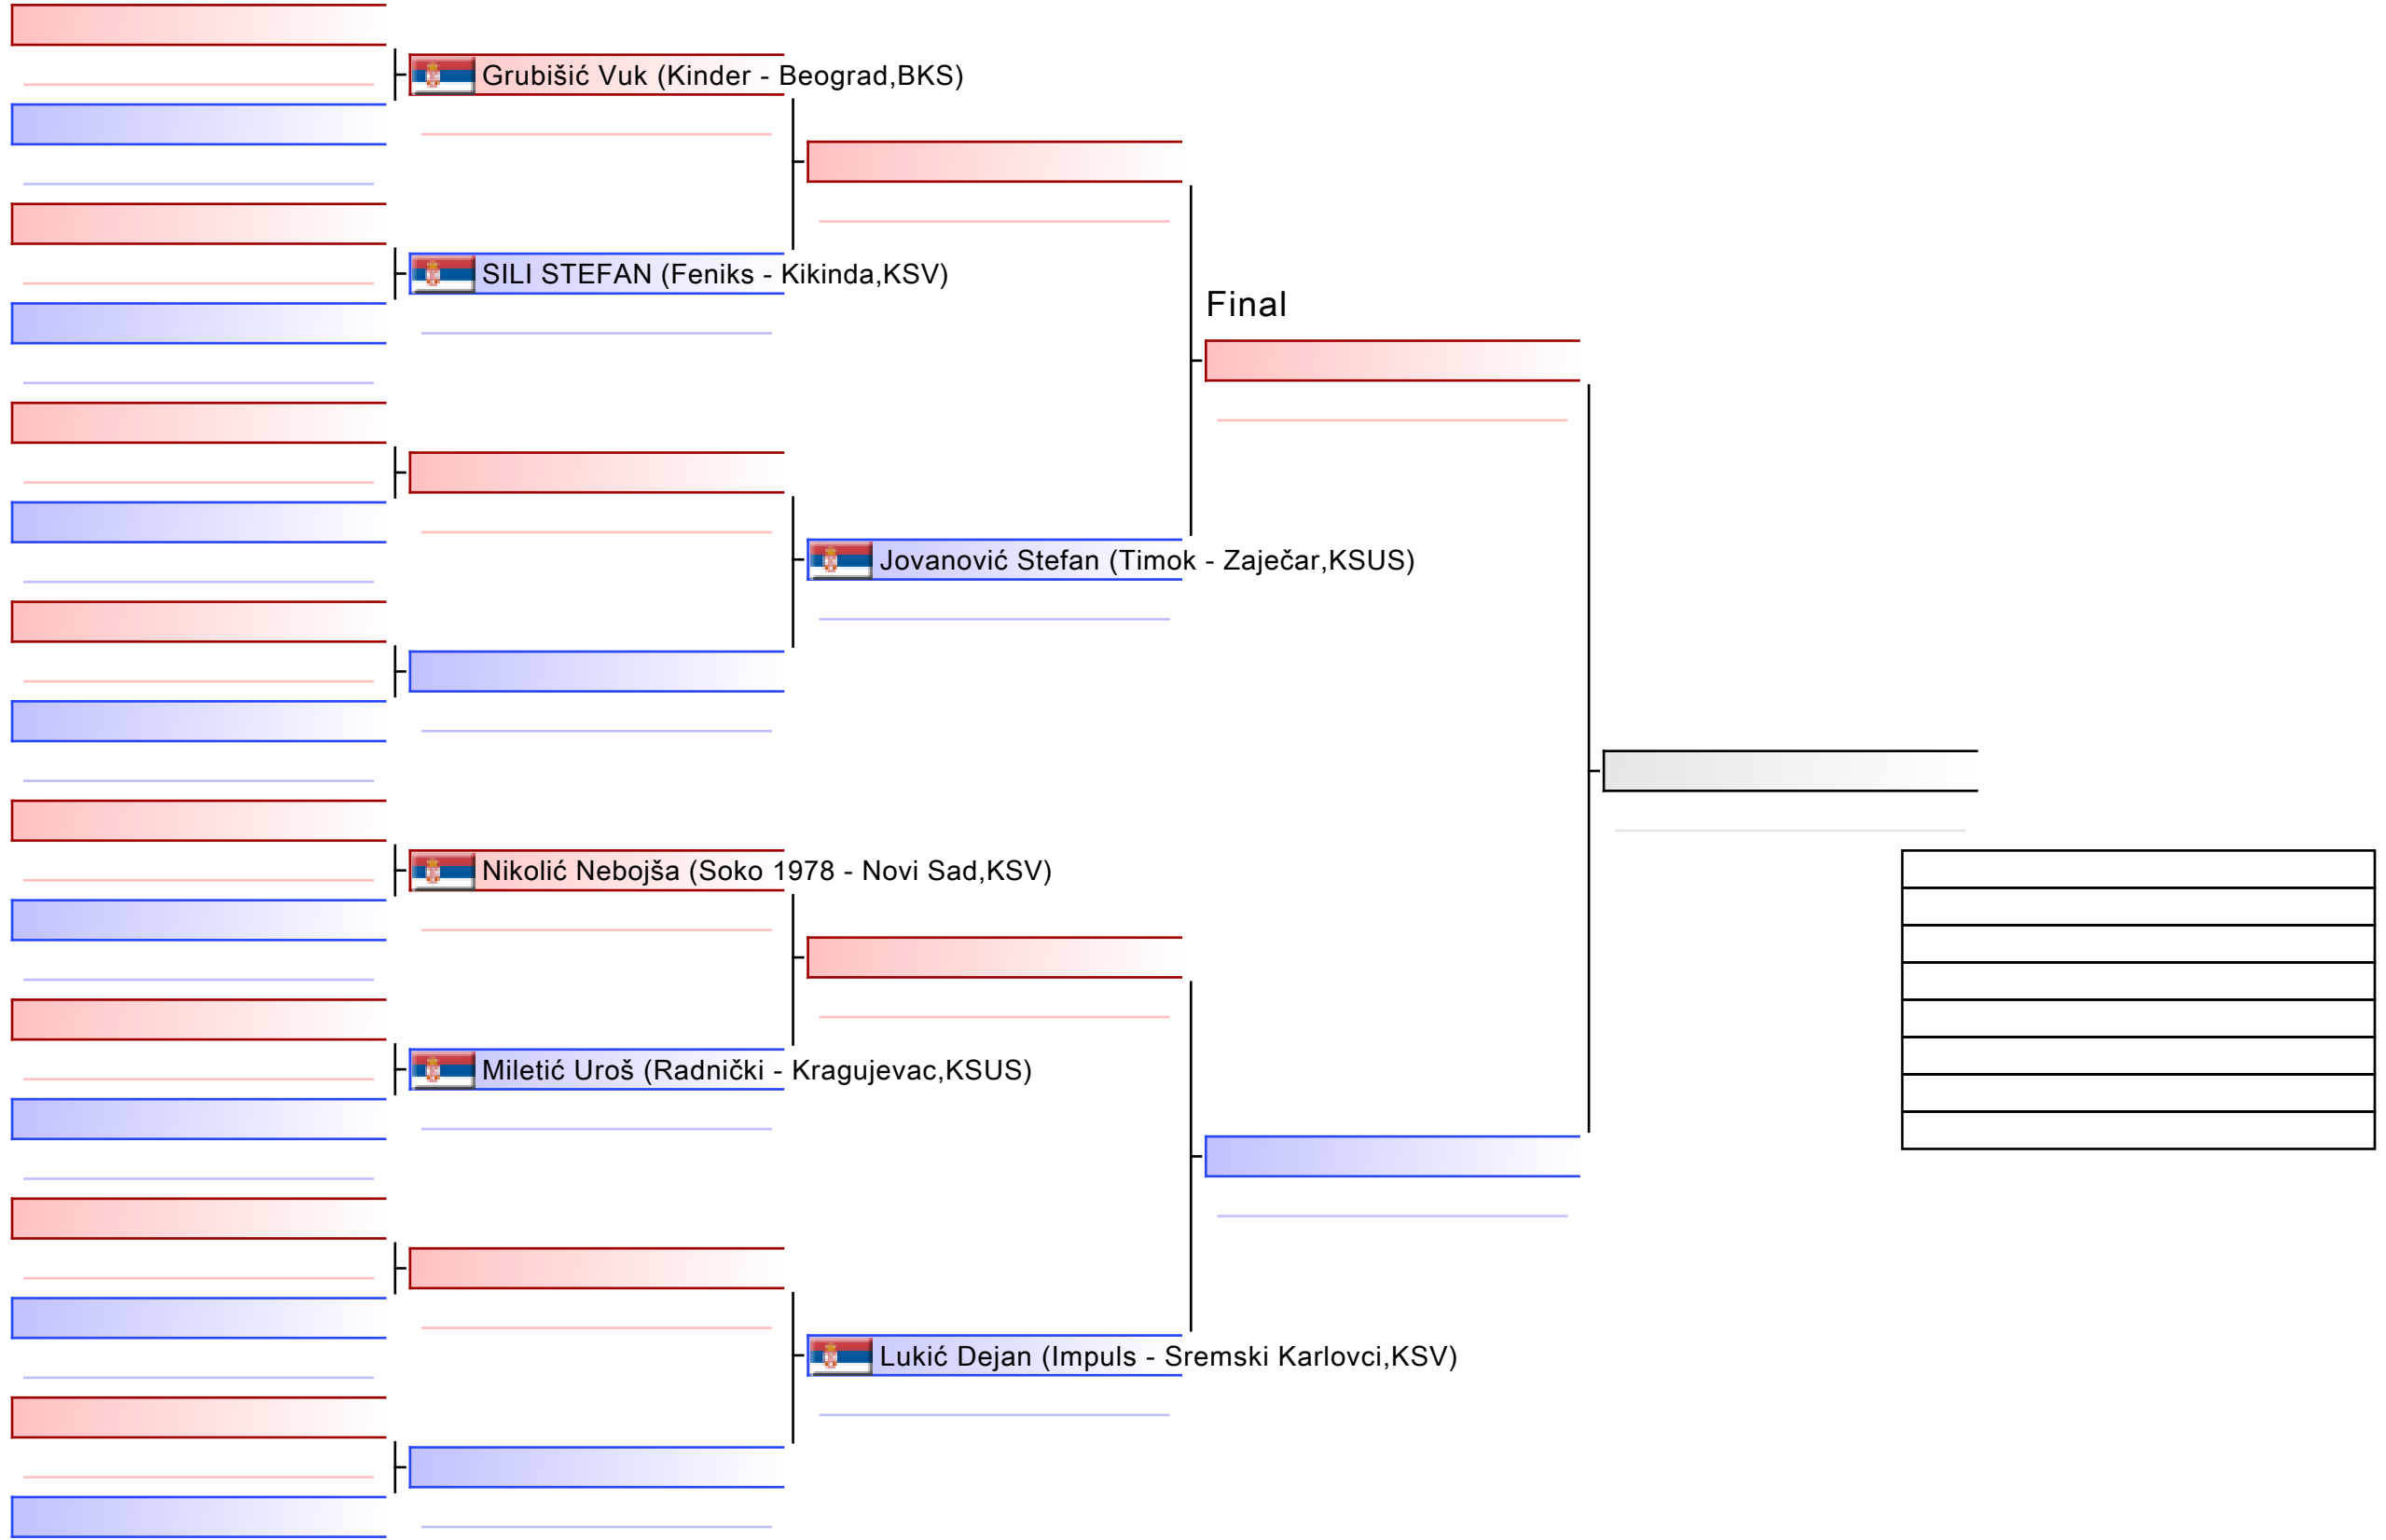 Grubišić Vuk (Kinder - Beograd,BKS)
SILI STEFAN (Feniks - Kikinda,KSV)
Final
Jovanović Stefan (Timok - Zaječar,KSUS)
Nikolić Nebojša (Soko 1978 - Novi Sad,KSV)
Miletić Uroš (Radnički - Kragujevac,KSUS)
Lukić Dejan (Impuls - Sremski Karlovci,KSV)